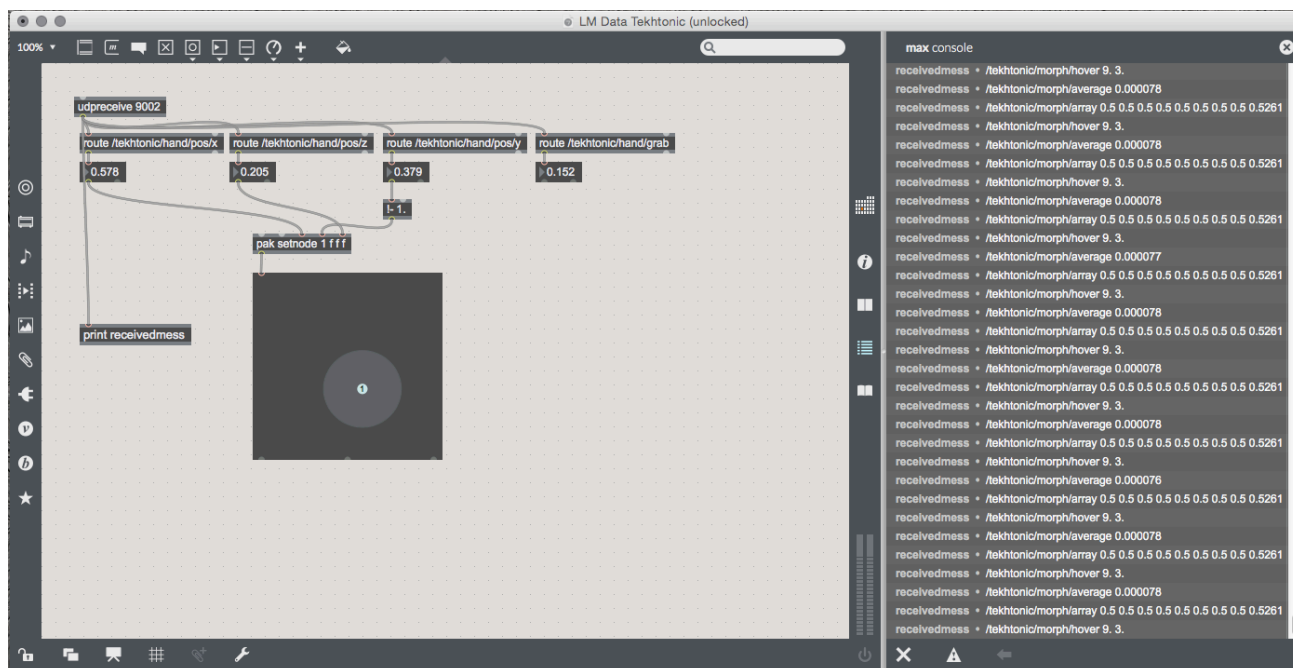 LM Data Tekhtonic (unlocked)
100%
max console
udpreceive 9002
route /tekhtonic/hand/pos/x
route /tekhtonic/hand/pos/z
route /tekhtonic/hand/pos/y
route /tekhtonic/hand/grab
0.578
0.205
0.379
0.152
!- 1.
pak setnode 1 f f f
1
print receivedmess
receivedmess • /tekhtonic/morph/hover 9. 3.
receivedmess • /tekhtonic/morph/average 0.000078
receivedmess • /tekhtonic/morph/array 0.5 0.5 0.5 0.5 0.5 0.5 0.5 0.5 0.5261
receivedmess • /tekhtonic/morph/hover 9. 3.
receivedmess • /tekhtonic/morph/average 0.000078
receivedmess • /tekhtonic/morph/array 0.5 0.5 0.5 0.5 0.5 0.5 0.5 0.5 0.5261
receivedmess • /tekhtonic/morph/hover 9. 3.
receivedmess • /tekhtonic/morph/average 0.000078
receivedmess • /tekhtonic/morph/array 0.5 0.5 0.5 0.5 0.5 0.5 0.5 0.5 0.5261
receivedmess • /tekhtonic/morph/hover 9. 3.
receivedmess • /tekhtonic/morph/average 0.000077
receivedmess • /tekhtonic/morph/array 0.5 0.5 0.5 0.5 0.5 0.5 0.5 0.5 0.5261
receivedmess • /tekhtonic/morph/hover 9. 3.
receivedmess • /tekhtonic/morph/average 0.000078
receivedmess • /tekhtonic/morph/array 0.5 0.5 0.5 0.5 0.5 0.5 0.5 0.5 0.5261
receivedmess • /tekhtonic/morph/hover 9. 3.
receivedmess • /tekhtonic/morph/average 0.000078
receivedmess • /tekhtonic/morph/array 0.5 0.5 0.5 0.5 0.5 0.5 0.5 0.5 0.5261
receivedmess • /tekhtonic/morph/hover 9. 3.
receivedmess • /tekhtonic/morph/average 0.000078
receivedmess • /tekhtonic/morph/array 0.5 0.5 0.5 0.5 0.5 0.5 0.5 0.5 0.5261
receivedmess • /tekhtonic/morph/hover 9. 3.
receivedmess • /tekhtonic/morph/average 0.000076
receivedmess • /tekhtonic/morph/array 0.5 0.5 0.5 0.5 0.5 0.5 0.5 0.5 0.5261
receivedmess • /tekhtonic/morph/hover 9. 3.
receivedmess • /tekhtonic/morph/average 0.000078
receivedmess • /tekhtonic/morph/array 0.5 0.5 0.5 0.5 0.5 0.5 0.5 0.5 0.5261
receivedmess • /tekhtonic/morph/hover 9. 3.
receivedmess • /tekhtonic/morph/average 0.000078
receivedmess • /tekhtonic/morph/array 0.5 0.5 0.5 0.5 0.5 0.5 0.5 0.5 0.5261
receivedmess • /tekhtonic/morph/hover 9. 3.